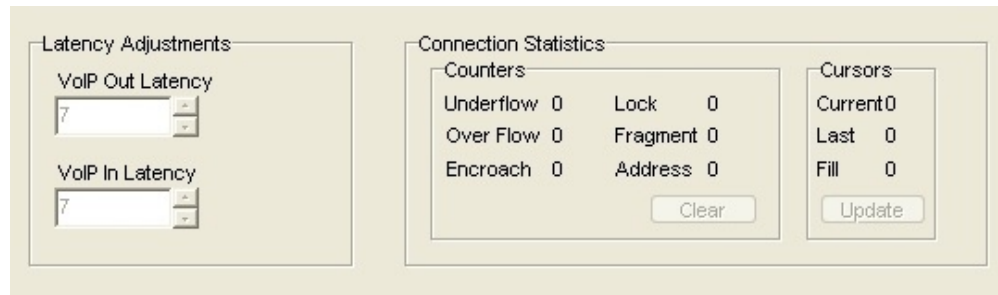 Latency Adjustments
VoIP Out Latency
7
VoIP In Latency
7
Connection Statistics
Counters
Underflow 0 Lock 0
Over Flow 0 Fragment 0
Encroach 0 Address 0
Clear
Cursors
Current 0
Last 0
Fill 0
Update